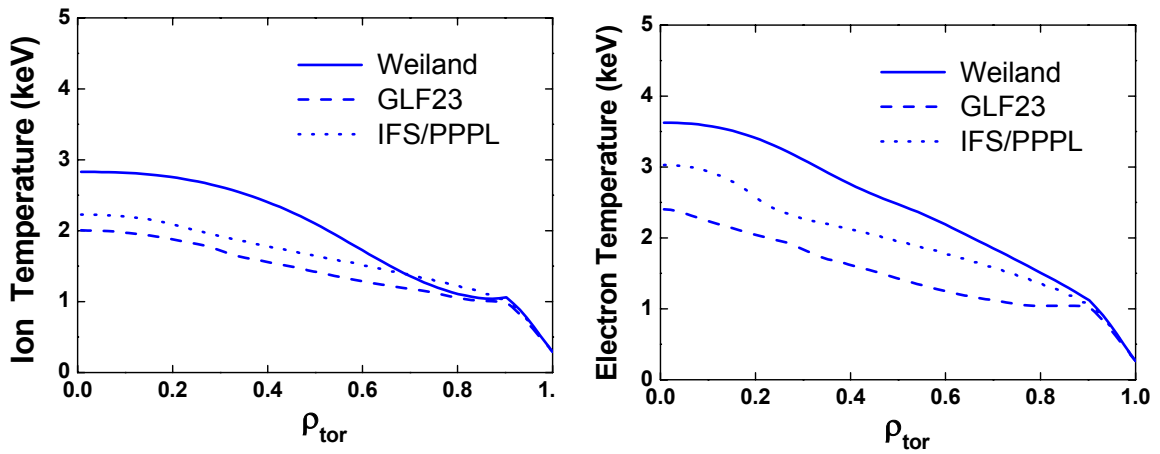 Ion Temperature (keV)
5
4
3
2
1
0
Weiland
GLF23
IFS/PPPL
0.0
0.2
0.4
0.6
0.8
1.
ρtor
Electron Temperature (keV)
5
4
3
2
1
0
Weiland
GLF23
IFS/PPPL
0.0
0.2
0.4
0.6
0.8
1.0
ρtor